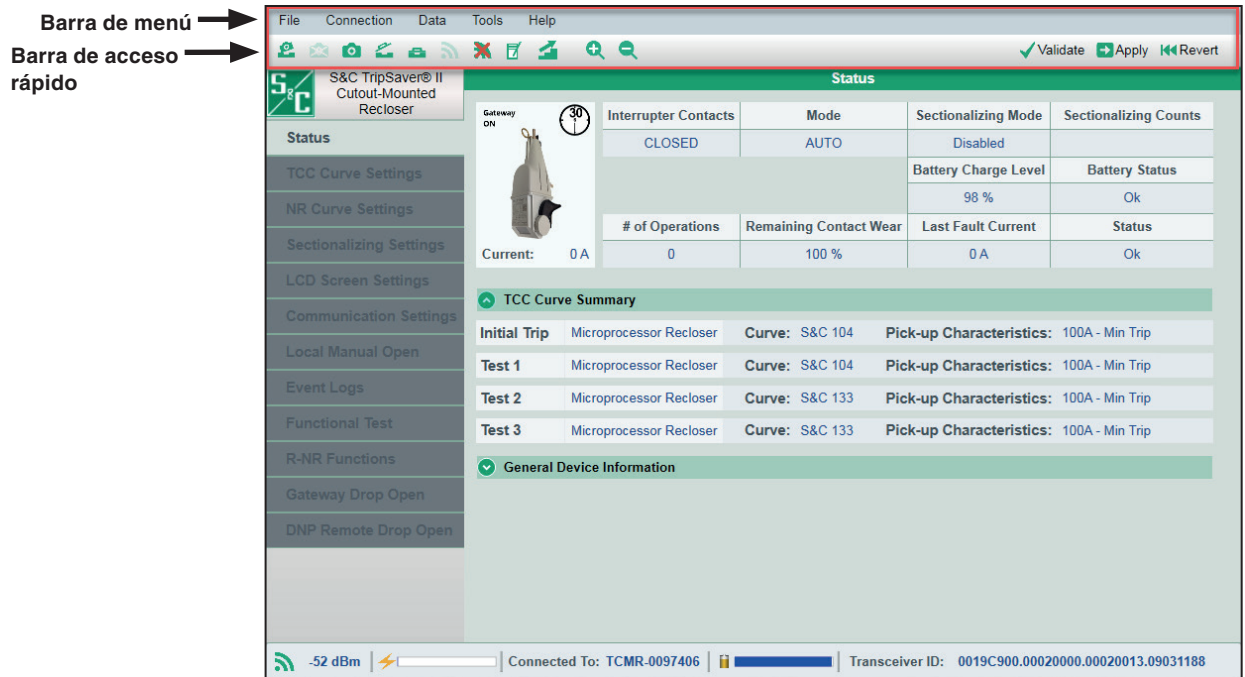 Barra de menú
Barra de acceso
rápido
File Connection Data Tools Help
Validate Apply Revert
S&C
S&C TripSaver® II
Cutout-Mounted
Recloser
Status
Status
TCC Curve Settings
NR Curve Settings
Sectionalizing Settings
LCD Screen Settings
Communication Settings
Local Manual Open
Event Logs
Functional Test
R-NR Functions
Gateway Drop Open
DNP Remote Drop Open
Gateway
ON
30
Current: 0 A
Interrupter Contacts Mode Sectionalizing Mode Sectionalizing Counts
CLOSED AUTO Disabled
Battery Charge Level Battery Status
98 % Ok
# of Operations Remaining Contact Wear Last Fault Current Status
0 100 % 0 A Ok
TCC Curve Summary
Initial Trip Microprocessor Recloser Curve: S&C 104 Pick-up Characteristics: 100A - Min Trip
Test 1 Microprocessor Recloser Curve: S&C 104 Pick-up Characteristics: 100A - Min Trip
Test 2 Microprocessor Recloser Curve: S&C 133 Pick-up Characteristics: 100A - Min Trip
Test 3 Microprocessor Recloser Curve: S&C 133 Pick-up Characteristics: 100A - Min Trip
General Device Information
-52 dBm Connected To: TCMR-0097406 Transceiver ID: 0019C900.00020000.00020013.09031188